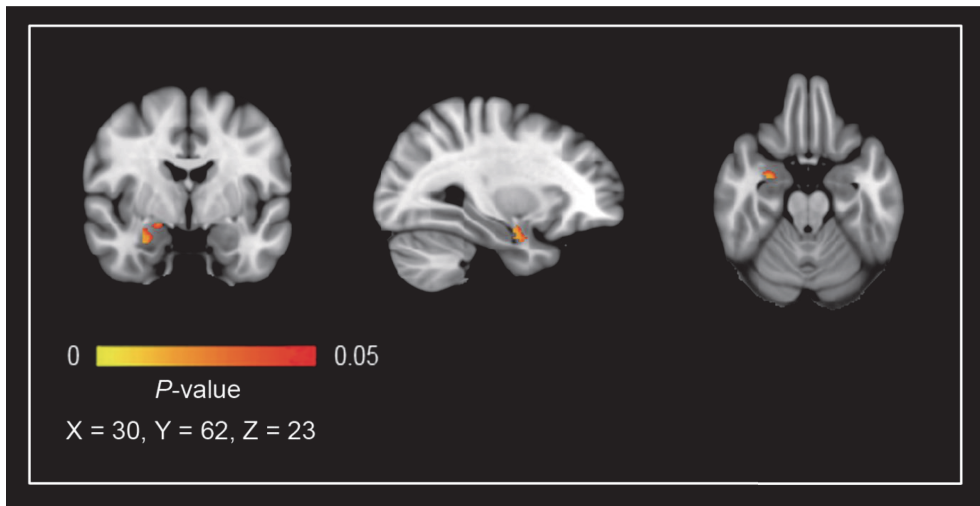 0 0.05
P-value
X = 30, Y = 62, Z = 23